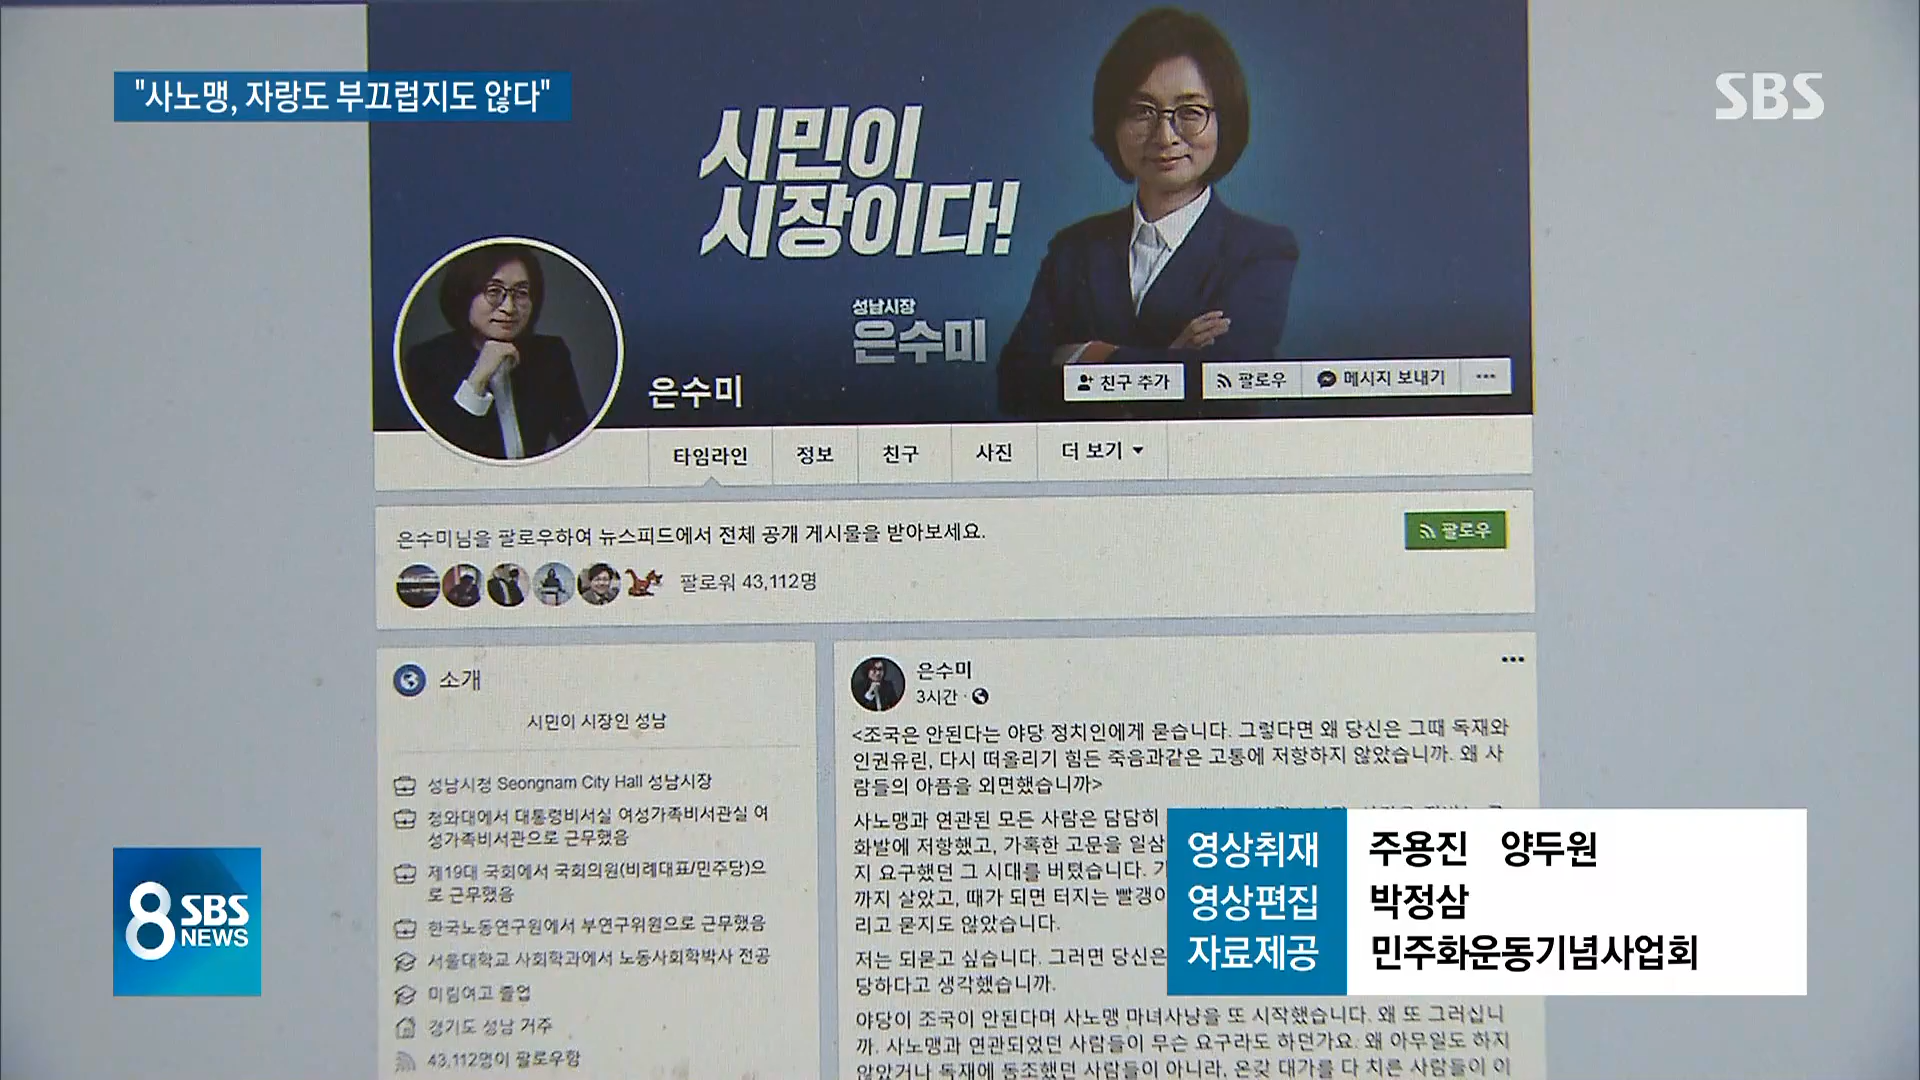 "사노맹, 자랑도 부끄럽지도 않다"
SBS
시민이
시장이다!
성남시장
은수미
은수미
친구 추가
팔로우
메시지 보내기
타임라인
정보
친구
사진
더 보기
은수미님을 팔로우하여 뉴스피드에서 전체 공개 게시물을 받아보세요.
팔로우
팔로워 43,112명
소개
시민이 시장인 성남
성남시청 Seongnam City Hall 성남시장
청와대에서 대통령비서실 여성가족비서관실 여
성가족비서관으로 근무했음
제19대 국회에서 국회의원(비례대표/민주당)으
로 근무했음
한국노동연구원에서 부연구위원으로 근무했음
서울대학교 사회학과에서 노동사회학박사 전공
미림여고 졸업
경기도 성남 거주
43,112명이 팔로우함
은수미
3시간 ·
<조국은 안된다는 야당 정치인에게 묻습니다. 그렇다면 왜 당신은 그때 독재와
인권유린, 다시 떠올리기 힘든 죽음과같은 고통에 저항하지 않았습니까. 왜 사
람들의 아픔을 외면했습니까>
사노맹과 연관된 모든 사람은 담담히
화발에 저항했고, 가혹한 고문을 일삼
지 요구했던 그 시대를 버텼습니다.
까지 살았고, 때가 되면 터지는 빨갱이
리고 묻지도 않았습니다.
저는 되묻고 싶습니다. 그러면 당신은
당하다고 생각했습니까.
야당이 조국이 안된다며 사노맹 마녀사냥을 또 시작했습니다. 왜 또 그러십니
까. 사노맹과 연관되었던 사람들이 무슨 요구라도 하던가요. 왜 아무일도 하지
않았거나 독재에 동조했던 사람들이 아니라, 온갖 대가를 다 치른 사람들이 이
영상취재 주용진 양두원
영상편집 박정삼
자료제공 민주화운동기념사업회
8 SBS
NEWS